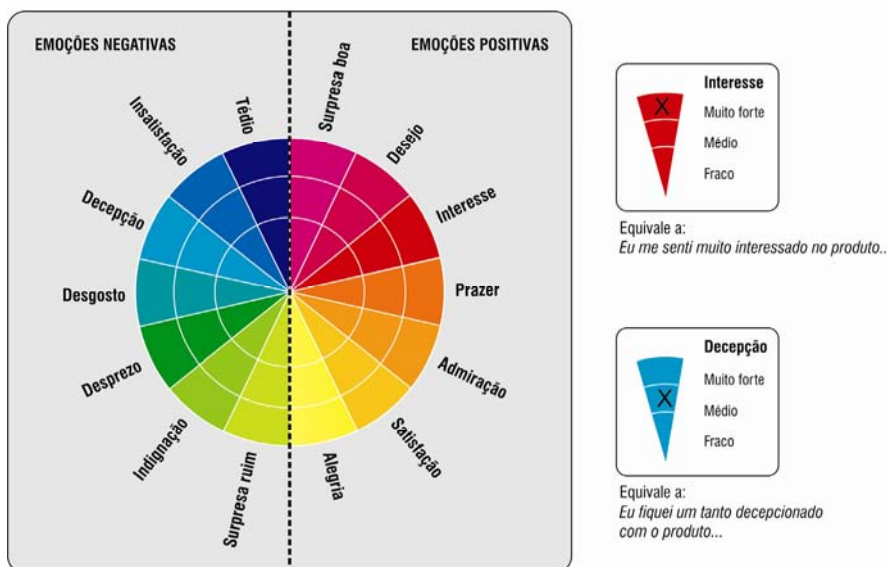 EMOÇÕES NEGATIVAS
EMOÇÕES POSITIVAS
Tédio
Insatisfação
Decepção
Desgosto
Desprezo
Indignação
Surpresa ruim
Surpresa boa
Desejo
Interesse
Prazer
Admiração
Satisfação
Alegria
Interesse
X
Muito forte
Médio
Fraco
Equivale a:
Eu me senti muito interessado no produto..
Decepção
Muito forte
X
Médio
Fraco
Equivale a:
Eu fiquei um tanto decepcionado
com o produto...